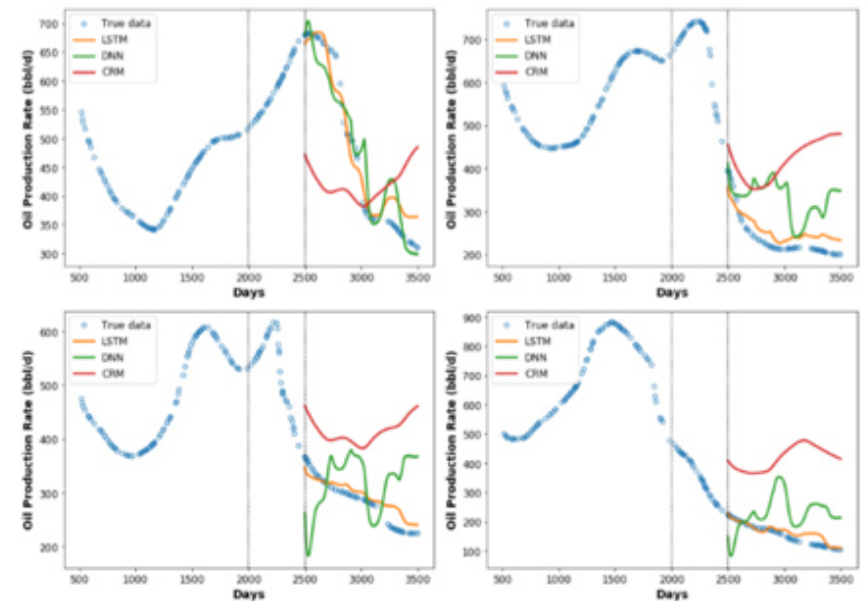 700
650
600
550
500
450
400
350
300
Oil Production Rate (bbl/d)
True data
LSTM
DNN
CRM
500 1000 1500 2000 2500 3000 3500
Days
700
600
500
400
300
200
Oil Production Rate (bbl/d)
True data
LSTM
DNN
CRM
500 1000 1500 2000 2500 3000 3500
Days
600
500
400
300
200
Oil Production Rate (bbl/d)
True data
LSTM
DNN
CRM
500 1000 1500 2000 2500 3000 3500
Days
900
800
700
600
500
400
300
200
100
Oil Production Rate (bbl/d)
True data
LSTM
DNN
CRM
500 1000 1500 2000 2500 3000 3500
Days